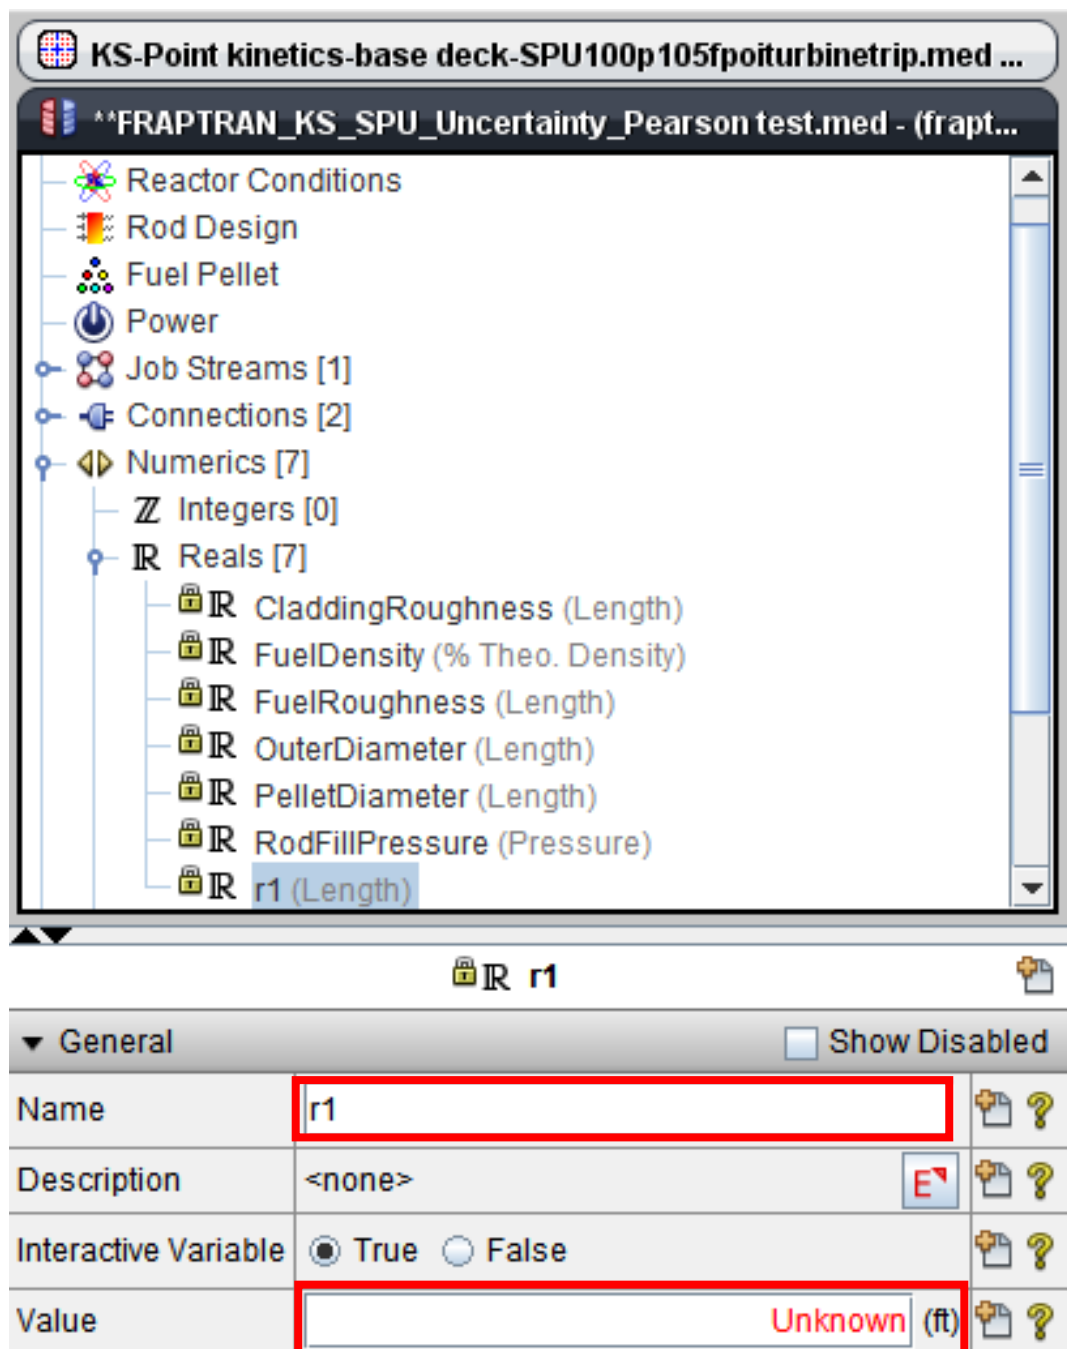 KS-Point kinetics-base deck-SPU100p105fpoiturbinetrip.med ...
**FRAPTRAN_KS_SPU_Uncertainty_Pearson test.med - (frapt...
Reactor Conditions
Rod Design
Fuel Pellet
Power
Job Streams [1]
Connections [2]
Numerics [7]
ℤ Integers [0]
ℝ Reals [7]
ℝ CladdingRoughness (Length)
ℝ FuelDensity (% Theo. Density)
ℝ FuelRoughness (Length)
ℝ OuterDiameter (Length)
ℝ PelletDiameter (Length)
ℝ RodFillPressure (Pressure)
ℝ r1 (Length)
ℝ r1
General Show Disabled
Name r1 ?
Description <none> E ?
Interactive Variable True False ?
Value Unknown (ft) ?